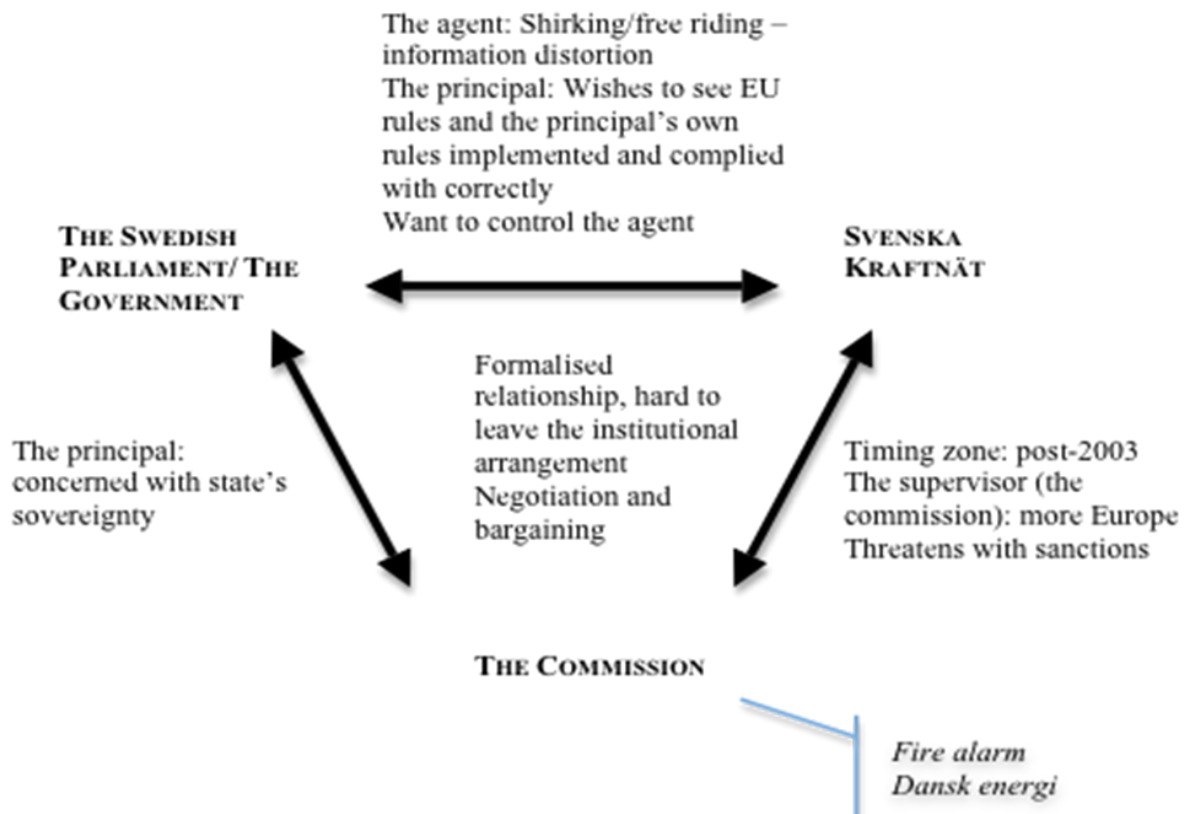 The agent: Shirking/free riding –
information distortion
The principal: Wishes to see EU
rules and the principal's own
rules implemented and complied
with correctly
Want to control the agent
THE SWEDISH
PARLIAMENT/ THE
GOVERNMENT
SVENSKA
KRAFTNÄT
Formalised
relationship, hard to
leave the institutional
arrangement
Negotiation and
bargaining
The principal:
concerned with state's
sovereignty
Timing zone: post-2003
The supervisor (the
commission): more Europe
Threatens with sanctions
THE COMMISSION
Fire alarm
Dansk energi